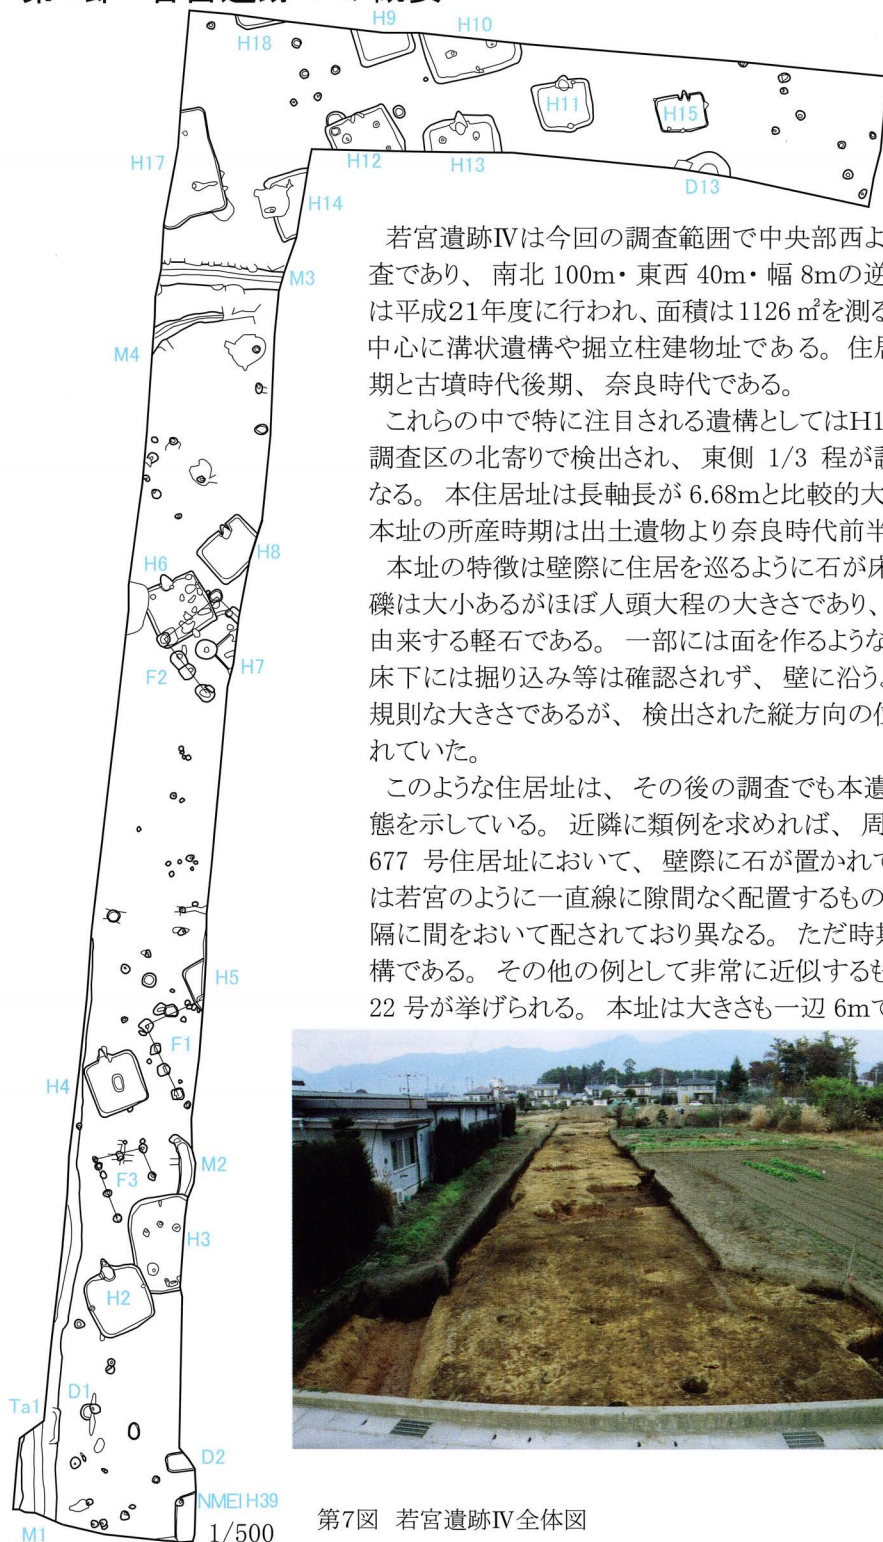 H18
H9
H10
H11
H15
H17
H12
H13
D13
H14
M3
M4
若宮遺跡Ⅳは今回の調査範囲で中央部西よ
査であり、南北 100m・東西 40m・幅 8mの逆
は平成21年度に行われ、面積は1126 ㎡を測る
中心に溝状遺構や掘立柱建物址である。住居
期と古墳時代後期、奈良時代である。
これらの中で特に注目される遺構としてはH1
調査区の北寄りで検出され、東側 1/3 程が調
なる。本住居址は長軸長が 6.68mと比較的大
本址の所産時期は出土遺物より奈良時代前半
本址の特徴は壁際に住居を巡るように石が床
礫は大小あるがほぼ人頭大程の大きさであり、
由来する軽石である。一部には面を作るような
床下には掘り込み等は確認されず、壁に沿う
規則な大きさであるが、検出された縦方向の位
れていた。
このような住居址は、その後の調査でも本遺
態を示している。近隣に類例を求めれば、周
677 号住居址において、壁際に石が置かれて
は若宮のように一直線に隙間なく配置するもの
隔に間をおいて配されており異なる。ただ時期
構である。その他の例として非常に近似するも
22 号が挙げられる。本址は大きさも一辺 6mで
H8
H6
H7
F2
H5
F1
H4
M2
F3
H3
H2
D1
Ta1
D2
NMEI H39
M1
1/500
第7図 若宮遺跡Ⅳ全体図